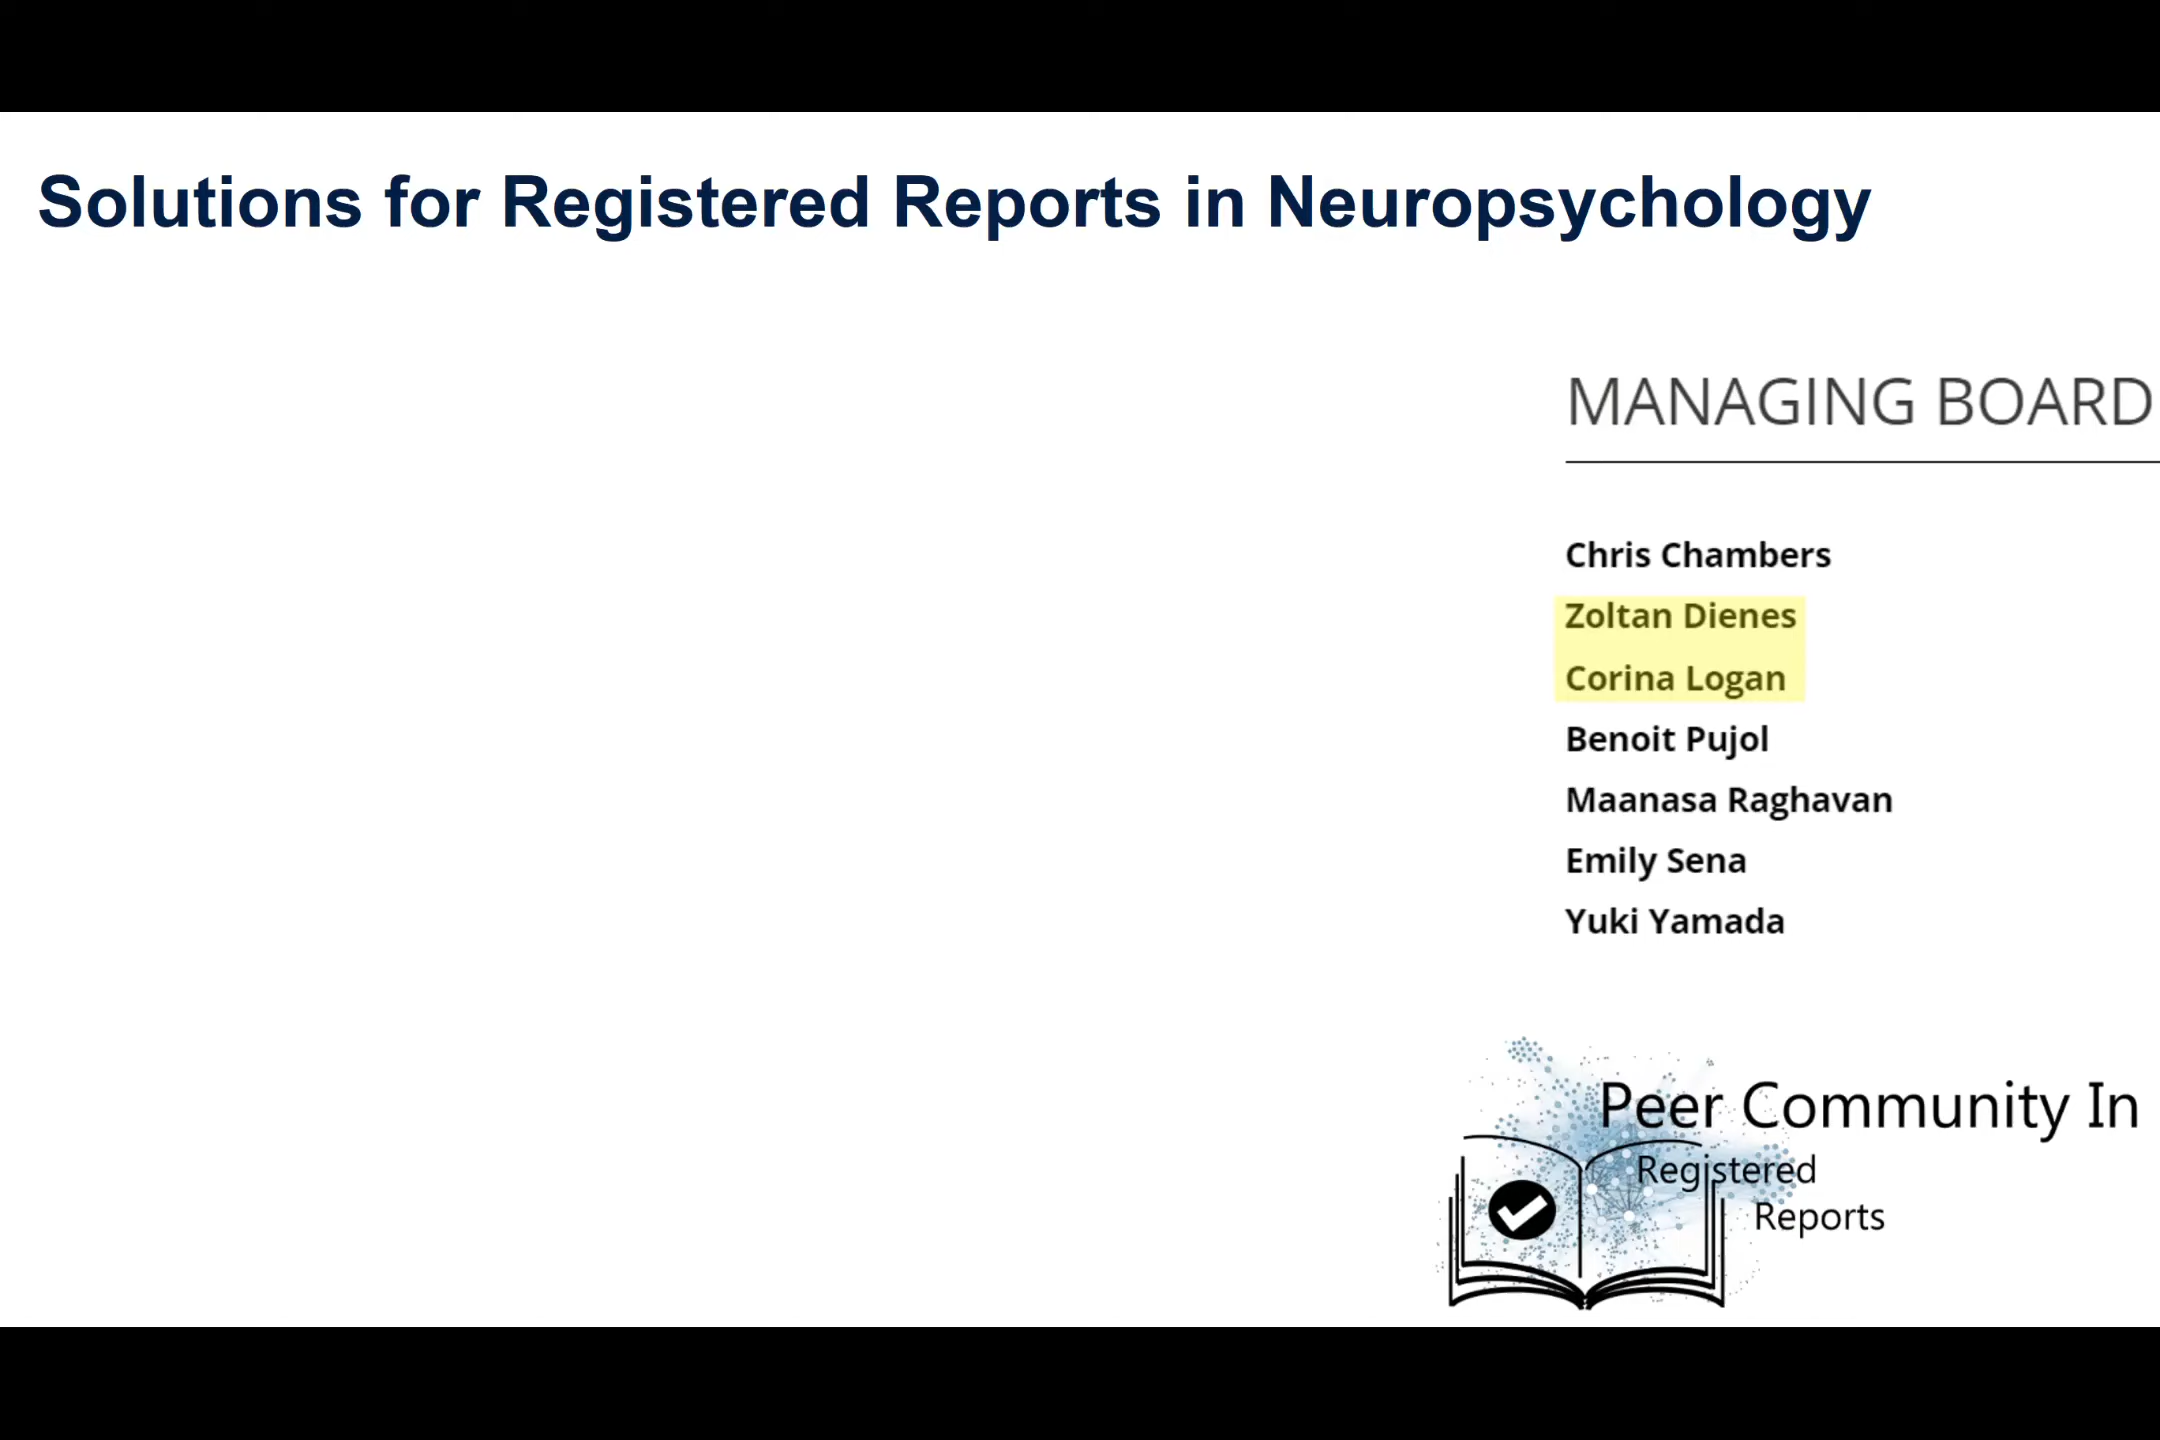 Solutions for Registered Reports in Neuropsychology
MANAGING BOARD
Chris Chambers
Zoltan Dienes
Corina Logan
Benoit Pujol
Maanasa Raghavan
Emily Sena
Yuki Yamada
Peer Community In
Registered
Reports